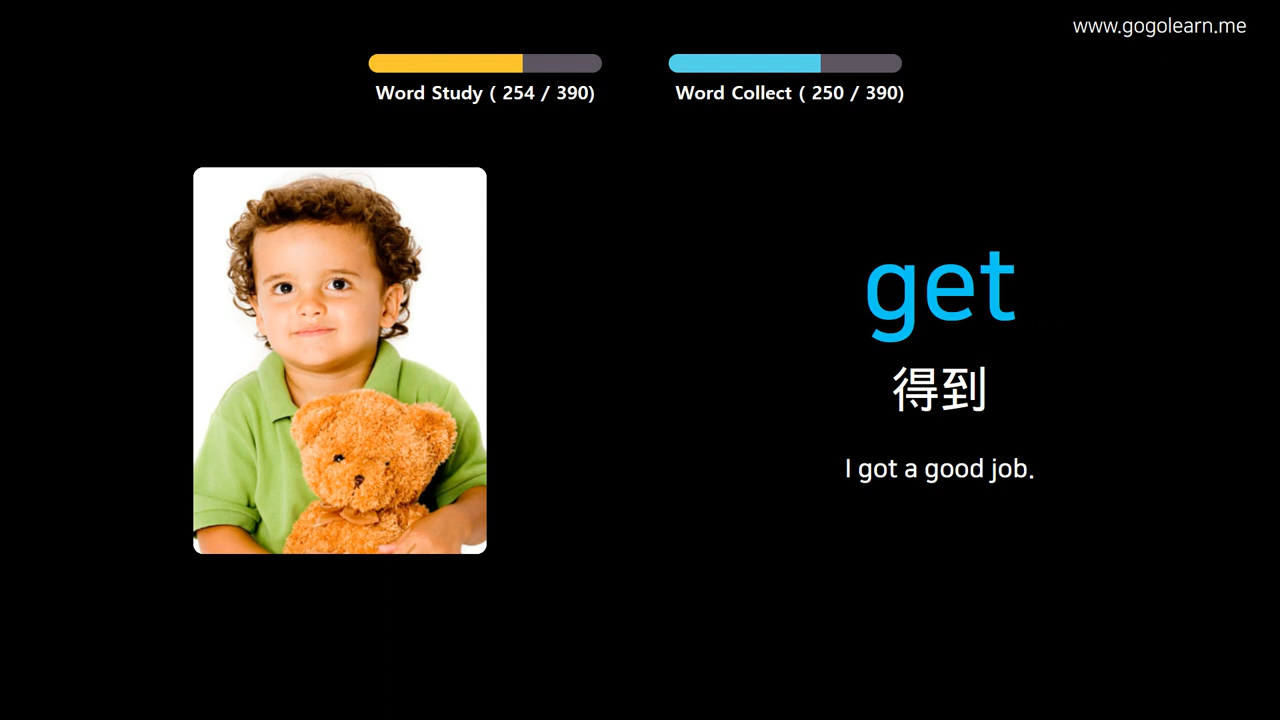 www.gogolearn.me
Word Study ( 254 / 390)
Word Collect ( 250 / 390)
get
得到
I got a good job.